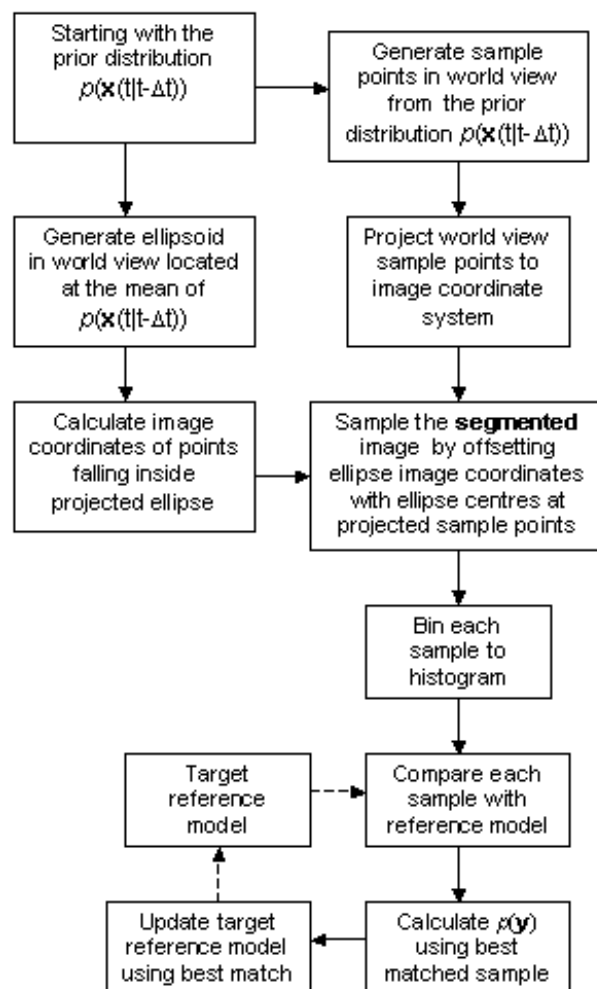 Starting with the
prior distribution
p(x(t|t-Δt))
Generate sample
points in world view
from the prior
distribution p(x(t|t-Δt))
Generate ellipsoid
in world view located
at the mean of
p(x(t|t-Δt))
Project world view
sample points to
image coordinate
system
Calculate image
coordinates of points
falling inside
projected ellipse
Sample the segmented
image by offsetting
ellipse image coordinates
with ellipse centres at
projected sample points
Bin each
sample to
histogram
Target
reference
model
Compare each
sample with
reference model
Update target
reference model
using best match
Calculate p(y)
using best
matched sample